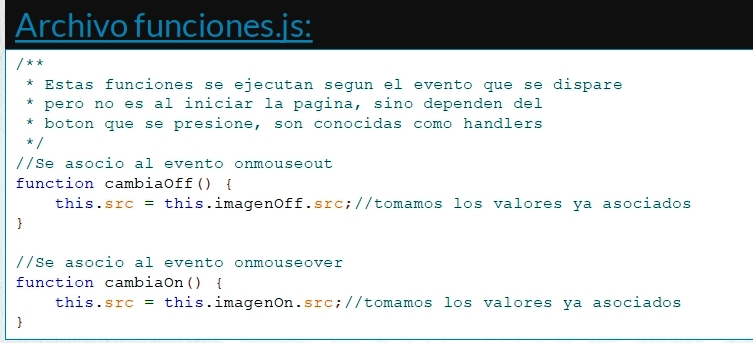 Archivo funciones.js:
/**
 * Estas funciones se ejecutan segun el evento que se dispare
 * pero no es al iniciar la pagina, sino dependen del
 * boton que se presione, son conocidas como handlers
 */
//Se asocio al evento onmouseout
function cambiaOff() {
    this.src = this.imagenOff.src;//tomamos los valores ya asociados
}
//Se asocio al evento onmouseover
function cambiaOn() {
    this.src = this.imagenOn.src;//tomamos los valores ya asociados
}